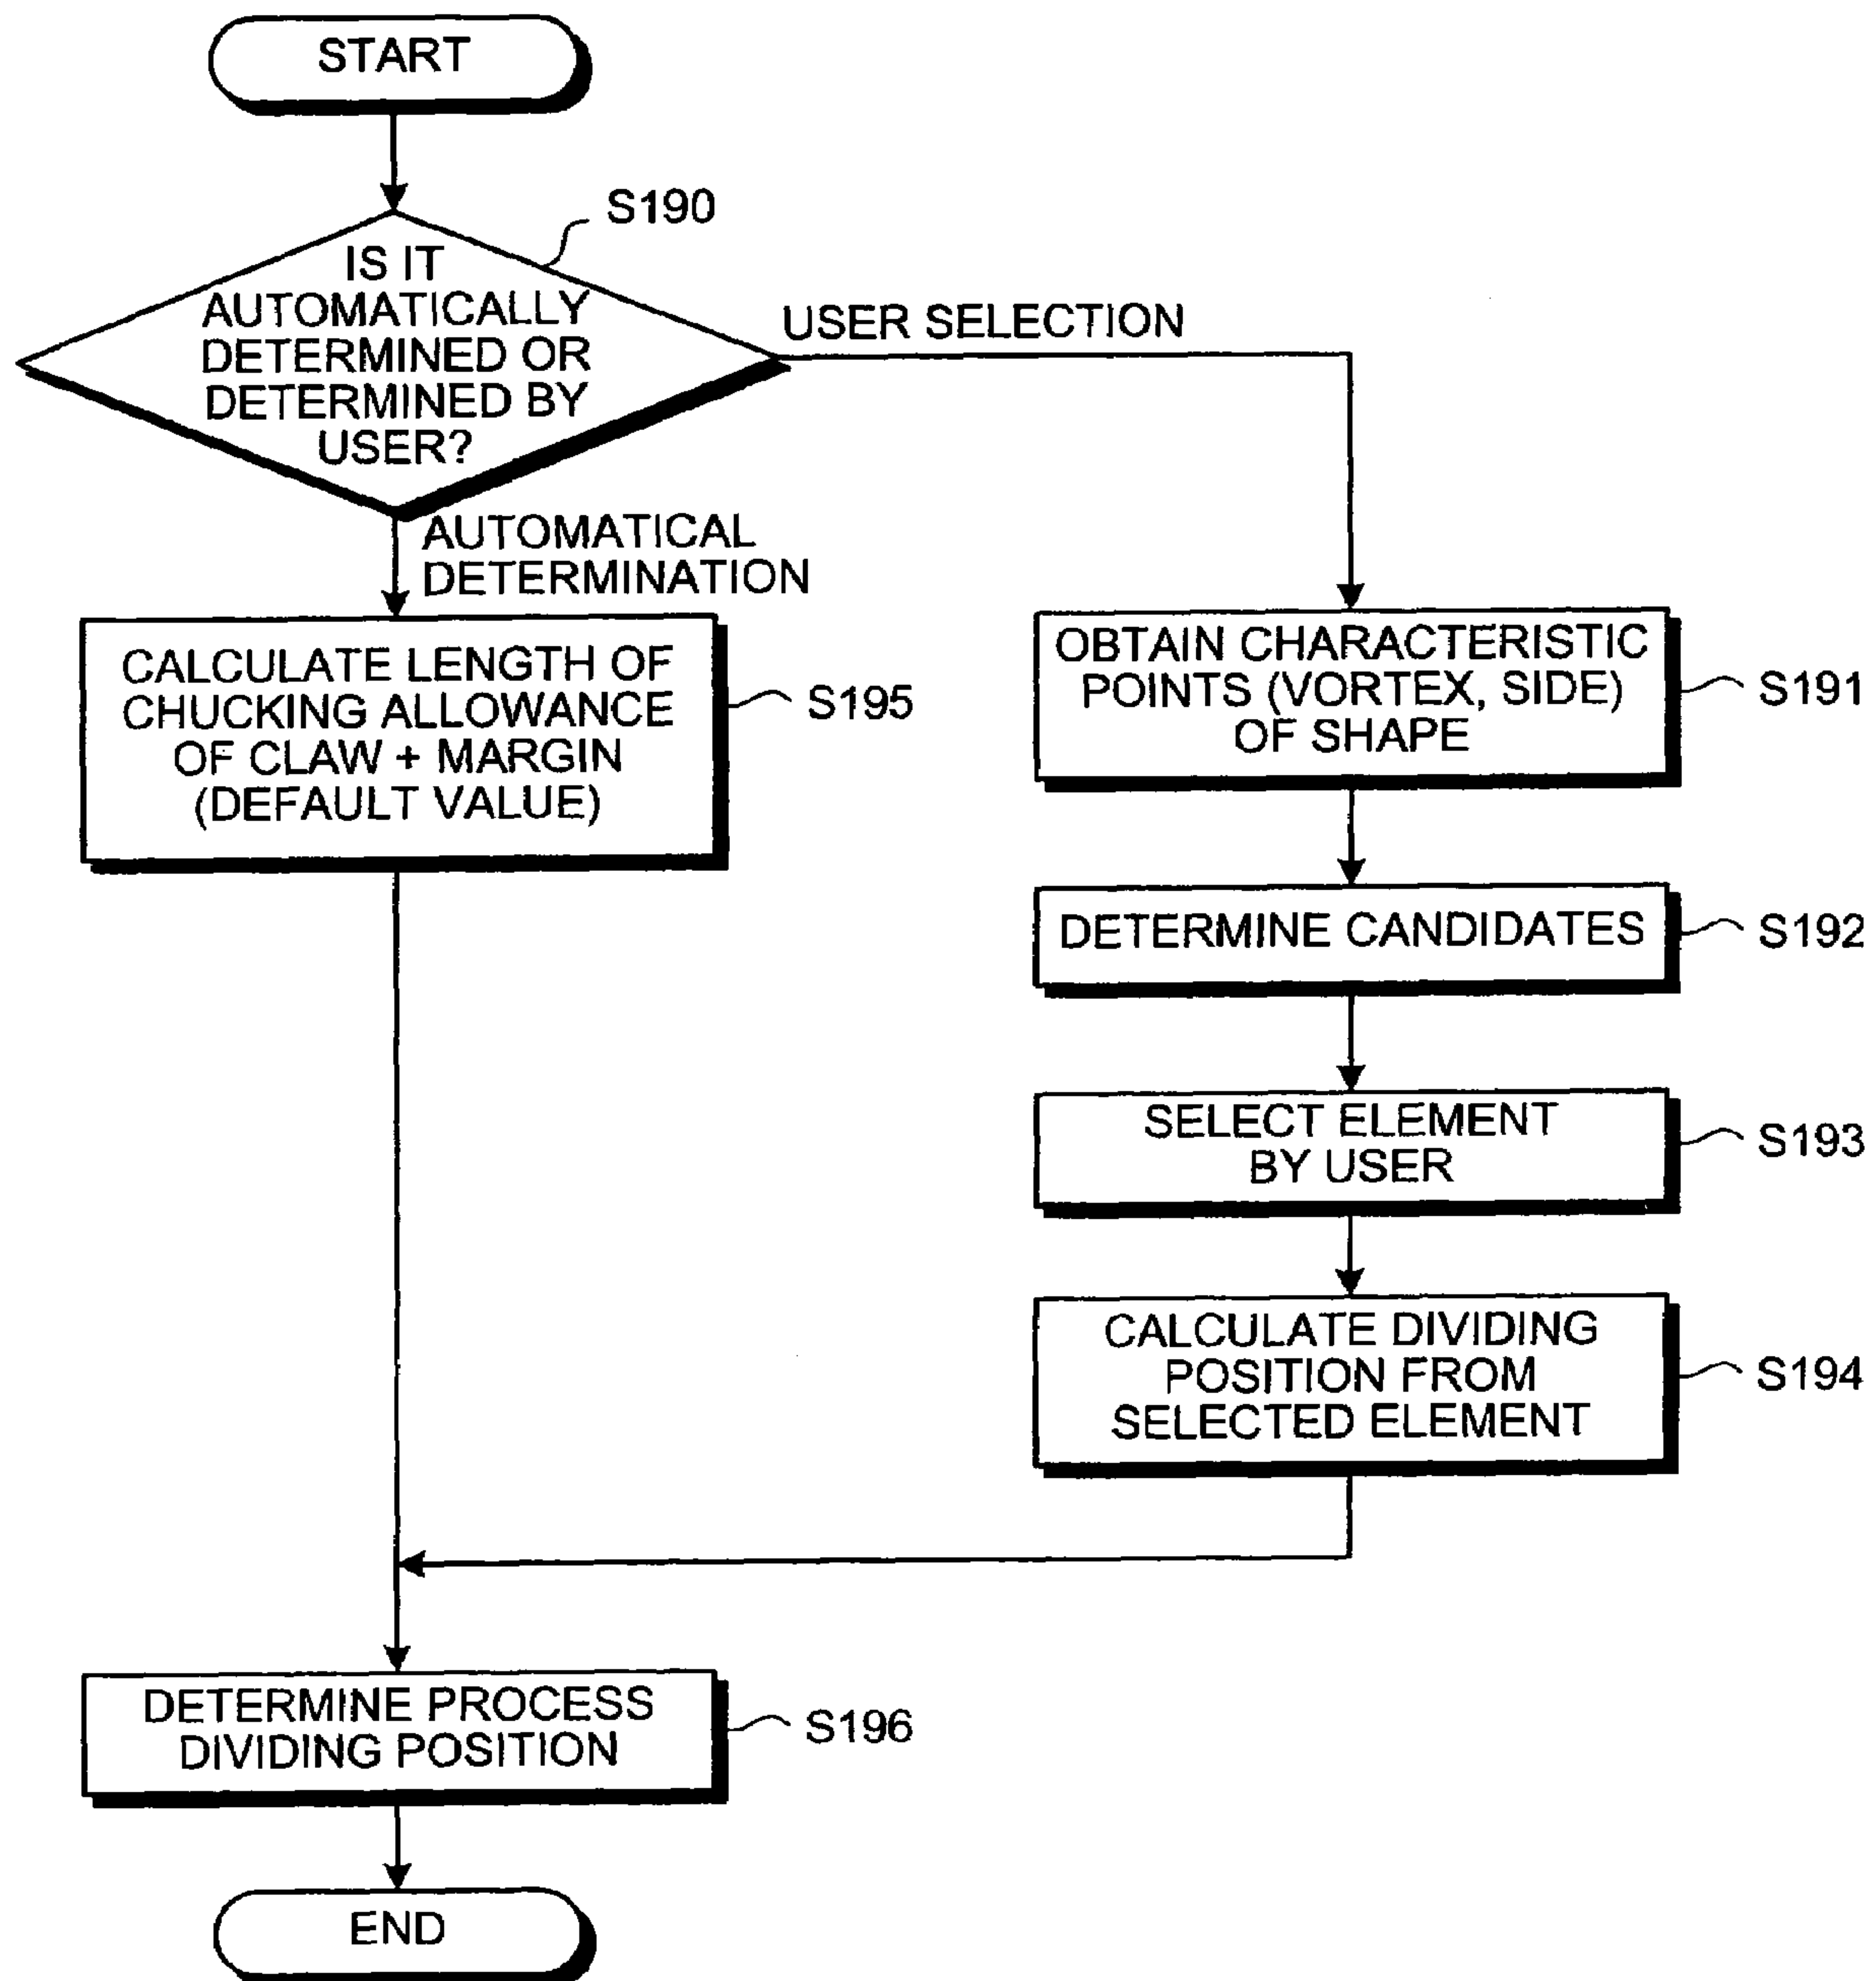 START
S190
IS IT
AUTOMATICALLY
DETERMINED OR
DETERMINED BY
USER?
USER SELECTION
AUTOMATICAL
DETERMINATION
CALCULATE LENGTH OF
CHUCKING ALLOWANCE
OF CLAW + MARGIN
(DEFAULT VALUE)
S195
OBTAIN CHARACTERISTIC
POINTS (VORTEX, SIDE)
OF SHAPE
S191
DETERMINE CANDIDATES
S192
SELECT ELEMENT
BY USER
S193
CALCULATE DIVIDING
POSITION FROM
SELECTED ELEMENT
S194
DETERMINE PROCESS
DIVIDING POSITION
S196
END